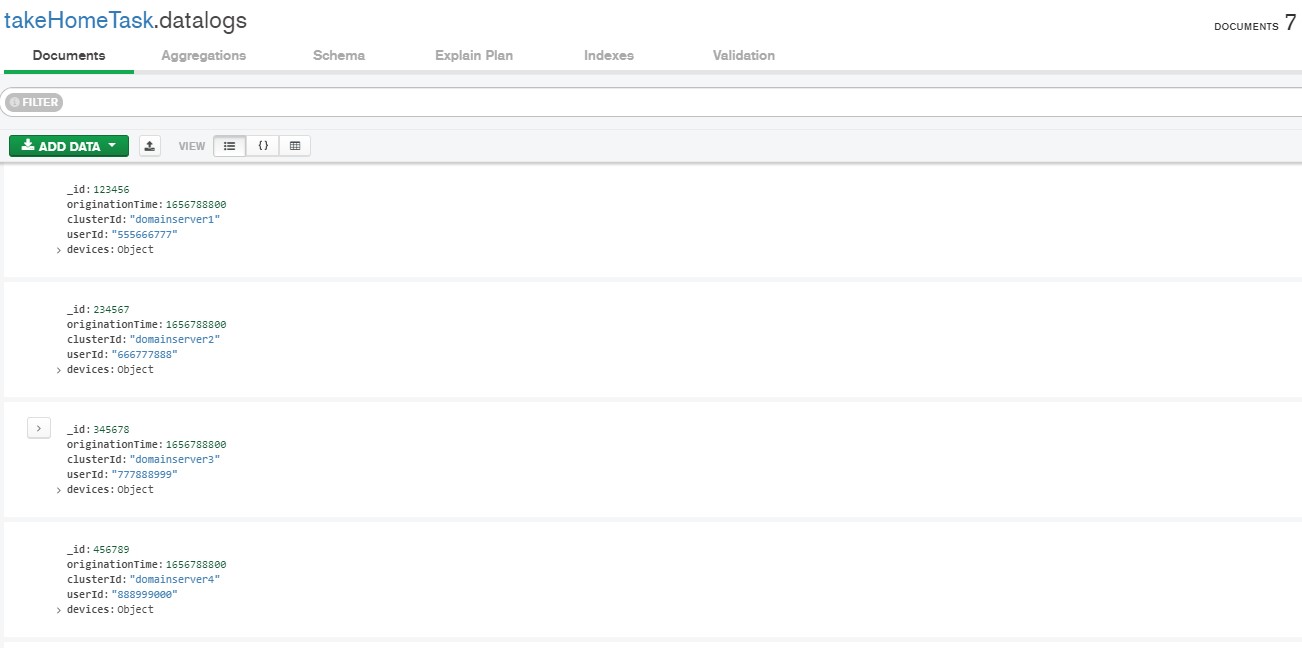 takeHomeTask.datalogs
DOCUMENTS 7
Documents Aggregations Schema Explain Plan Indexes Validation
FILTER
ADD DATA VIEW { }
_id: 123456
originationTime: 1656788800
clusterId: "domainserver1"
userId: "555666777"
devices: Object
_id: 234567
originationTime: 1656788800
clusterId: "domainserver2"
userId: "666777888"
devices: Object
_id: 345678
originationTime: 1656788800
clusterId: "domainserver3"
userId: "777888999"
devices: Object
_id: 456789
originationTime: 1656788800
clusterId: "domainserver4"
userId: "888999000"
devices: Object